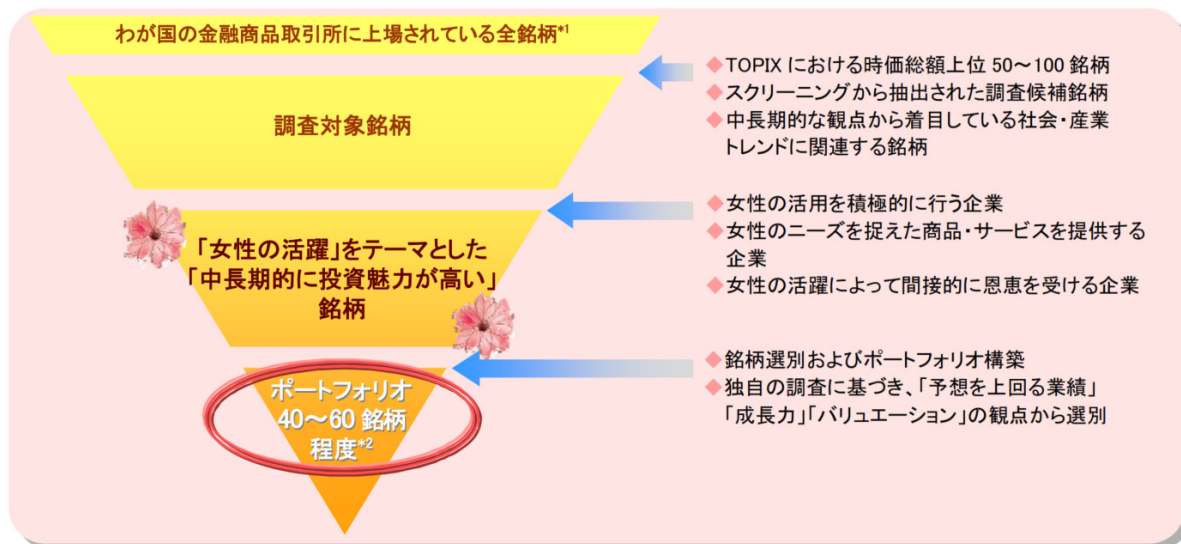 わが国の金融商品取引所に上場されている全銘柄*1
◆TOPIX における時価総額上位 50～100 銘柄
◆スクリーニングから抽出された調査候補銘柄
◆中長期的な観点から着目している社会・産業
トレンドに関連する銘柄
調査対象銘柄
◆女性の活用を積極的に行う企業
◆女性のニーズを捉えた商品・サービスを提供する
企業
◆女性の活躍によって間接的に恩恵を受ける企業
「女性の活躍」をテーマとした
「中長期的に投資魅力が高い」
銘柄
◆銘柄選別およびポートフォリオ構築
◆独自の調査に基づき、「予想を上回る業績」
「成長力」「バリュエーション」の観点から選別
ポートフォリオ
40～60 銘柄
程度*2